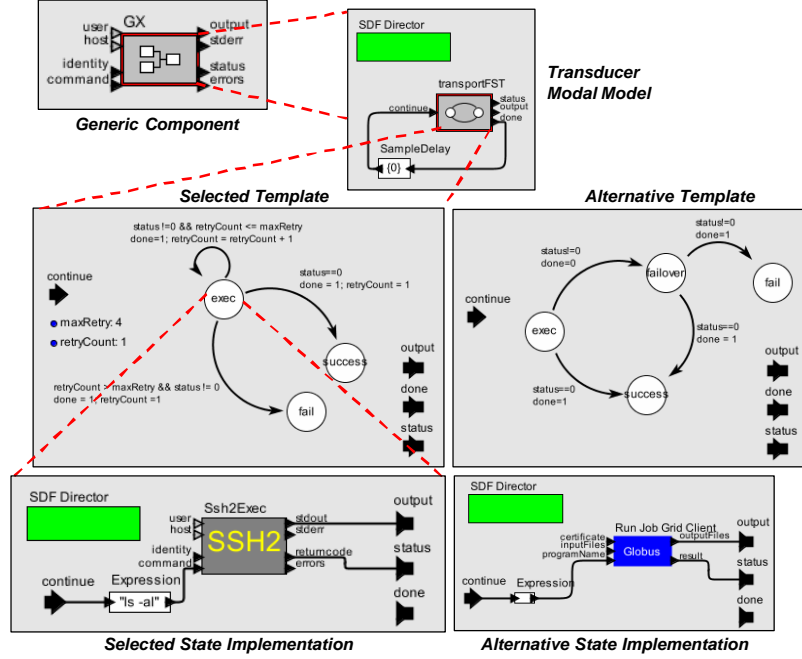 GX
user
host
identity
command
output
stderr
status
errors
Generic Component
SDF Director
transportFST
continue
status
output
done
SampleDelay
{0}
Transducer
Modal Model
Selected Template
status !=0 && retryCount <= maxRetry
done=1; retryCount = retryCount + 1
continue
maxRetry: 4
retryCount: 1
exec
status==0
done = 1; retryCount = 1
success
retryCount > maxRetry && status != 0
done = 1; retryCount =1
fail
output
done
status
Alternative Template
continue
exec
status!=0
done=0
failover
status!=0
done=1
fail
status==0
done = 1
status==0
done=1
success
output
done
status
SDF Director
Ssh2Exec
user
host
identity
command
SSH2
stdout
stderr
returncode
errors
continue
Expression
"ls -al"
output
status
done
Selected State Implementation
SDF Director
Run Job Grid Client
certificate
inputFiles
programName
Globus
outputFiles
result
continue
Expression
output
status
done
Alternative State Implementation